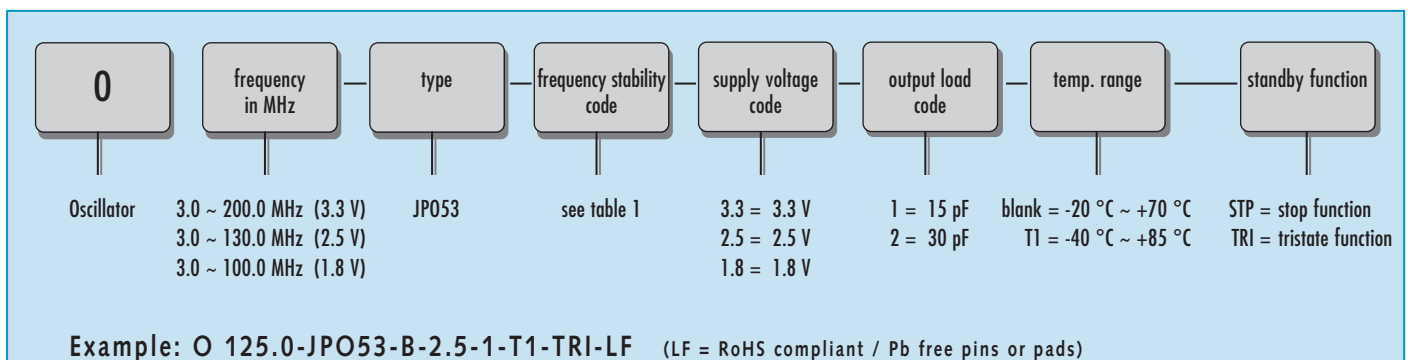 O
frequency
in MHz
type
frequency stability
code
supply voltage
code
output load
code
temp. range
standby function
Oscillator
3.0 ~ 200.0 MHz (3.3 V)
3.0 ~ 130.0 MHz (2.5 V)
3.0 ~ 100.0 MHz (1.8 V)
JPO53
see table 1
3.3 = 3.3 V
2.5 = 2.5 V
1.8 = 1.8 V
1 = 15 pF
2 = 30 pF
blank = -20 °C ~ +70 °C
T1 = -40 °C ~ +85 °C
STP = stop function
TRI = tristate function
Example: O 125.0-JPO53-B-2.5-1-T1-TRI-LF (LF = RoHS compliant / Pb free pins or pads)